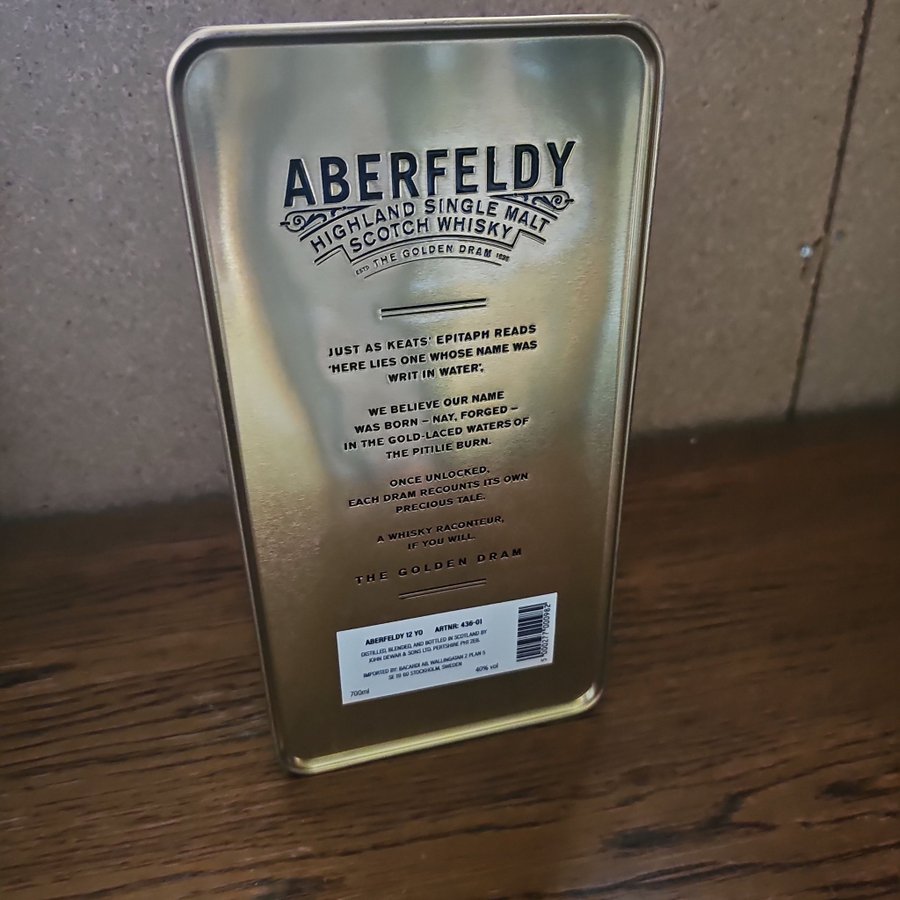 ABERFELDY
HIGHLAND SINGLE MALT
SCOTCH WHISKY
ESTD THE GOLDEN DRAM 1896
JUST AS KEATS' EPITAPH READS
'HERE LIES ONE WHOSE NAME WAS
WRIT IN WATER',
WE BELIEVE OUR NAME
WAS BORN – NAY, FORGED –
IN THE GOLD-LACED WATERS OF
THE PITILIE BURN.
ONCE UNLOCKED,
EACH DRAM RECOUNTS ITS OWN
PRECIOUS TALE.
A WHISKY RACONTEUR,
IF YOU WILL.
THE GOLDEN DRAM
ABERFELDY 12 YO ARTNR: 436-01
DISTILLED, BLENDED, AND BOTTLED IN SCOTLAND BY
JOHN DEWAR & SONS LTD. PERTSHIRE PH1 2EB.
IMPORTED BY: BACARDI AB, WALLINGATAN 2 PLAN 5
SE 111 60 STOCKHOLM, SWEDEN
700ml 40% vol